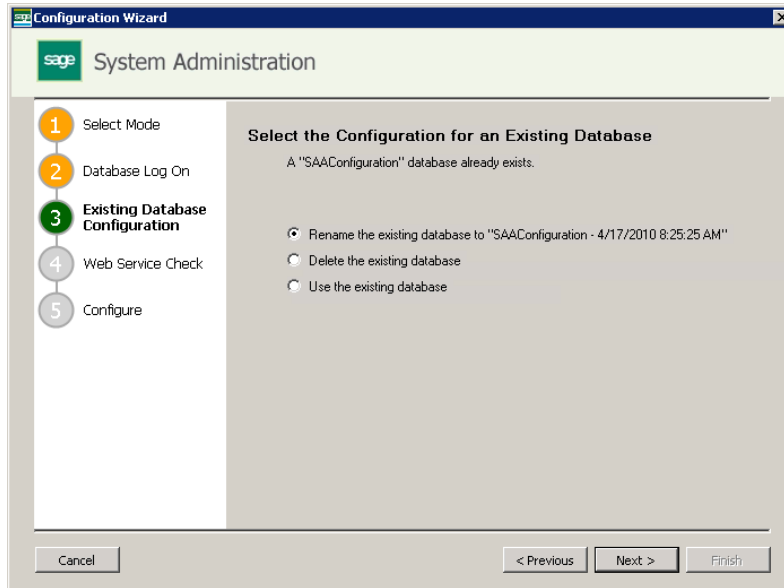 Configuration Wizard
sage
System Administration
1 Select Mode
2 Database Log On
3 Existing Database
Configuration
4 Web Service Check
5 Configure
Select the Configuration for an Existing Database
A "SAAConfiguration" database already exists.
Rename the existing database to "SAAConfiguration - 4/17/2010 8:25:25 AM"
Delete the existing database
Use the existing database
Cancel
< Previous
Next >
Finish